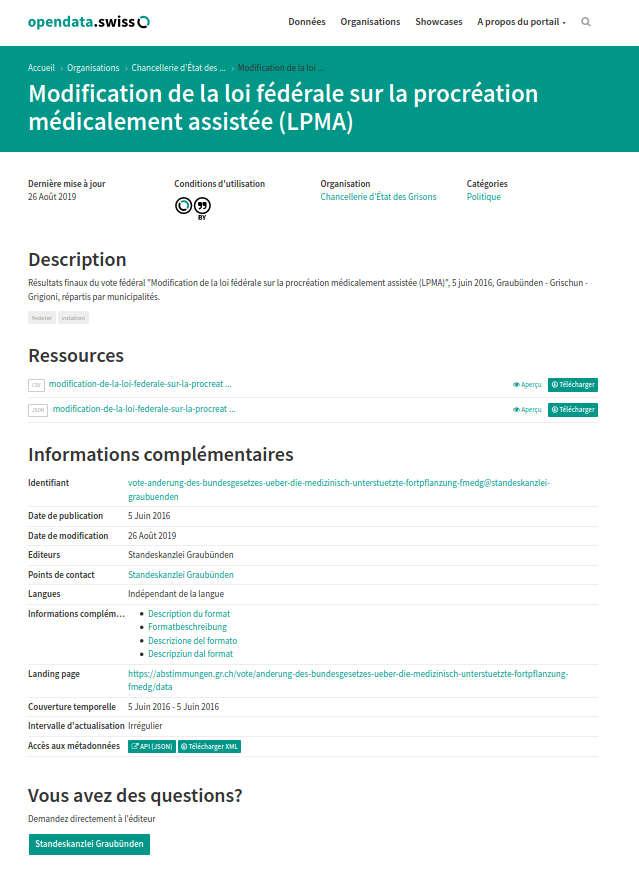 opendata.swiss
Données Organisations Showcases A propos du portail
Accueil › Organisations › Chancellerie d'État des ... › Modification de la loi ...
Modification de la loi fédérale sur la procréation
médicalement assistée (LPMA)
Dernière mise à jour
26 Août 2019
Conditions d'utilisation
BY
Organisation
Chancellerie d'État des Grisons
Catégories
Politique
Description
Résultats finaux du vote fédéral "Modification de la loi fédérale sur la procréation médicalement assistée (LPMA)", 5 juin 2016, Graubünden - Grischun -
Grigioni, répartis par municipalités.
federal votation
Ressources
CSV modification-de-la-loi-federale-sur-la-procreat ... Aperçu Télécharger
JSON modification-de-la-loi-federale-sur-la-procreat ... Aperçu Télécharger
Informations complémentaires
Identifiant vote-anderung-des-bundesgesetzes-ueber-die-medizinisch-unterstuetzte-fortpflanzung-fmedg@standeskanzlei-
graubuenden
Date de publication 5 Juin 2016
Date de modification 26 Août 2019
Editeurs Standeskanzlei Graubünden
Points de contact Standeskanzlei Graubünden
Langues Indépendant de la langue
Informations complém... • Description du format
• Formatbeschreibung
• Descrizione del formato
• Descripziun dal format
Landing page https://abstimmungen.gr.ch/vote/anderung-des-bundesgesetzes-ueber-die-medizinisch-unterstuetzte-fortpflanzung-
fmedg/data
Couverture temporelle 5 Juin 2016 - 5 Juin 2016
Intervalle d'actualisation Irrégulier
Accès aux métadonnées API (JSON) Télécharger XML
Vous avez des questions?
Demandez directement à l'éditeur
Standeskanzlei Graubünden